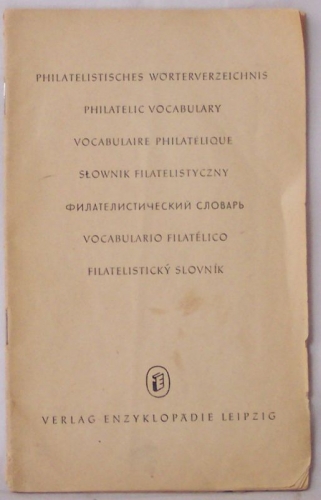 PHILATELISTISCHES WÖRTERVERZEICHNIS
PHILATELIC VOCABULARY
VOCABULAIRE PHILATÉLIQUE
SŁOWNIK FILATELISTYCZNY
ФИЛАТЕЛИСТИЧЕСКИЙ СЛОВАРЬ
VOCABULARIO FILATÉLICO
FILATELISTICKÝ SLOVNÍK
VERLAG ENZYKLOPÄDIE LEIPZIG